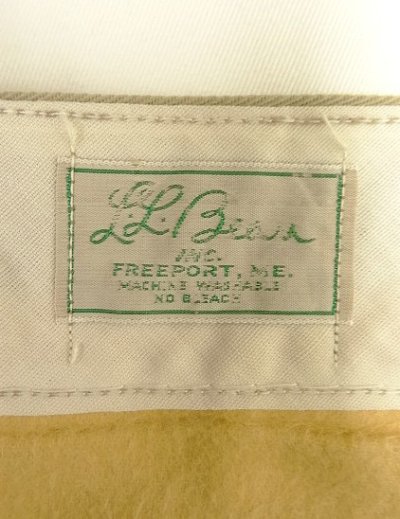 L.L. Bean
INC.
FREEPORT, ME.
MACHINE WASHABLE
NO BLEACH